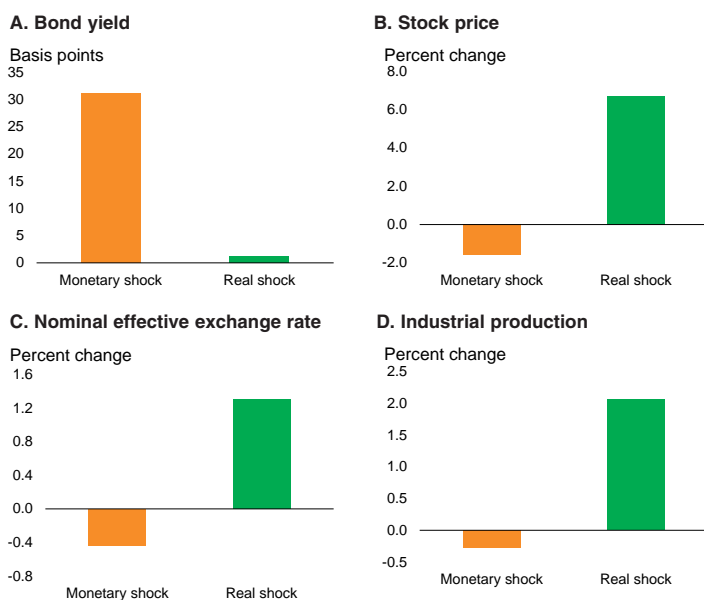 A. Bond yield
Basis points
35
30
25
20
15
10
5
0
Monetary shock Real shock
B. Stock price
Percent change
8.0
6.0
4.0
2.0
0.0
-2.0
Monetary shock Real shock
C. Nominal effective exchange rate
Percent change
1.6
1.2
0.8
0.4
0.0
-0.4
-0.8
Monetary shock Real shock
D. Industrial production
Percent change
2.5
2.0
1.5
1.0
0.5
0.0
-0.5
Monetary shock Real shock